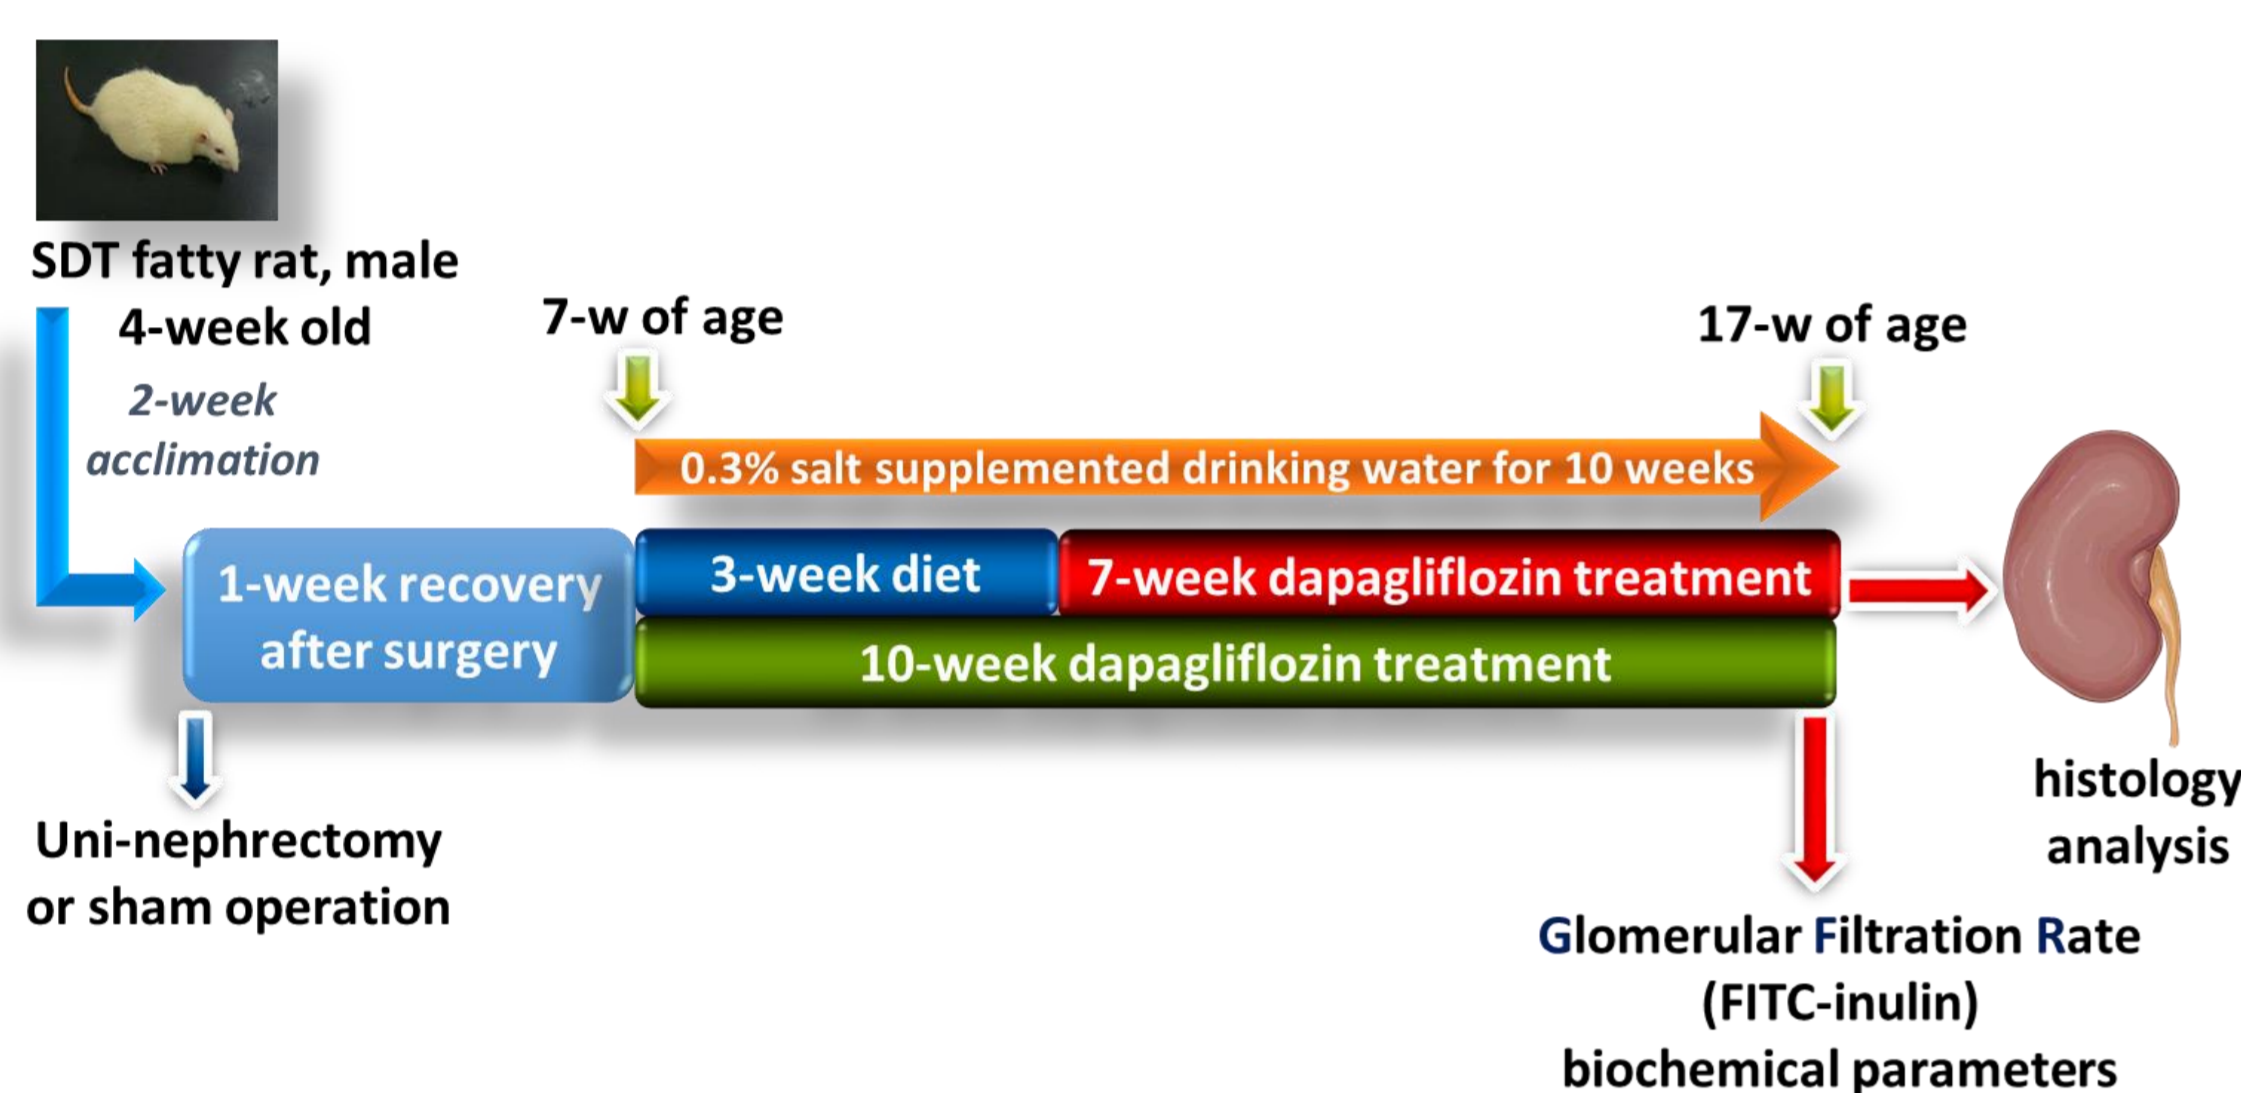 SDT fatty rat, male
4-week old
2-week
acclimation
7-w of age
17-w of age
0.3% salt supplemented drinking water for 10 weeks
1-week recovery
after surgery
3-week diet
7-week dapagliflozin treatment
10-week dapagliflozin treatment
Uni-nephrectomy
or sham operation
histology
analysis
Glomerular Filtration Rate
(FITC-inulin)
biochemical parameters